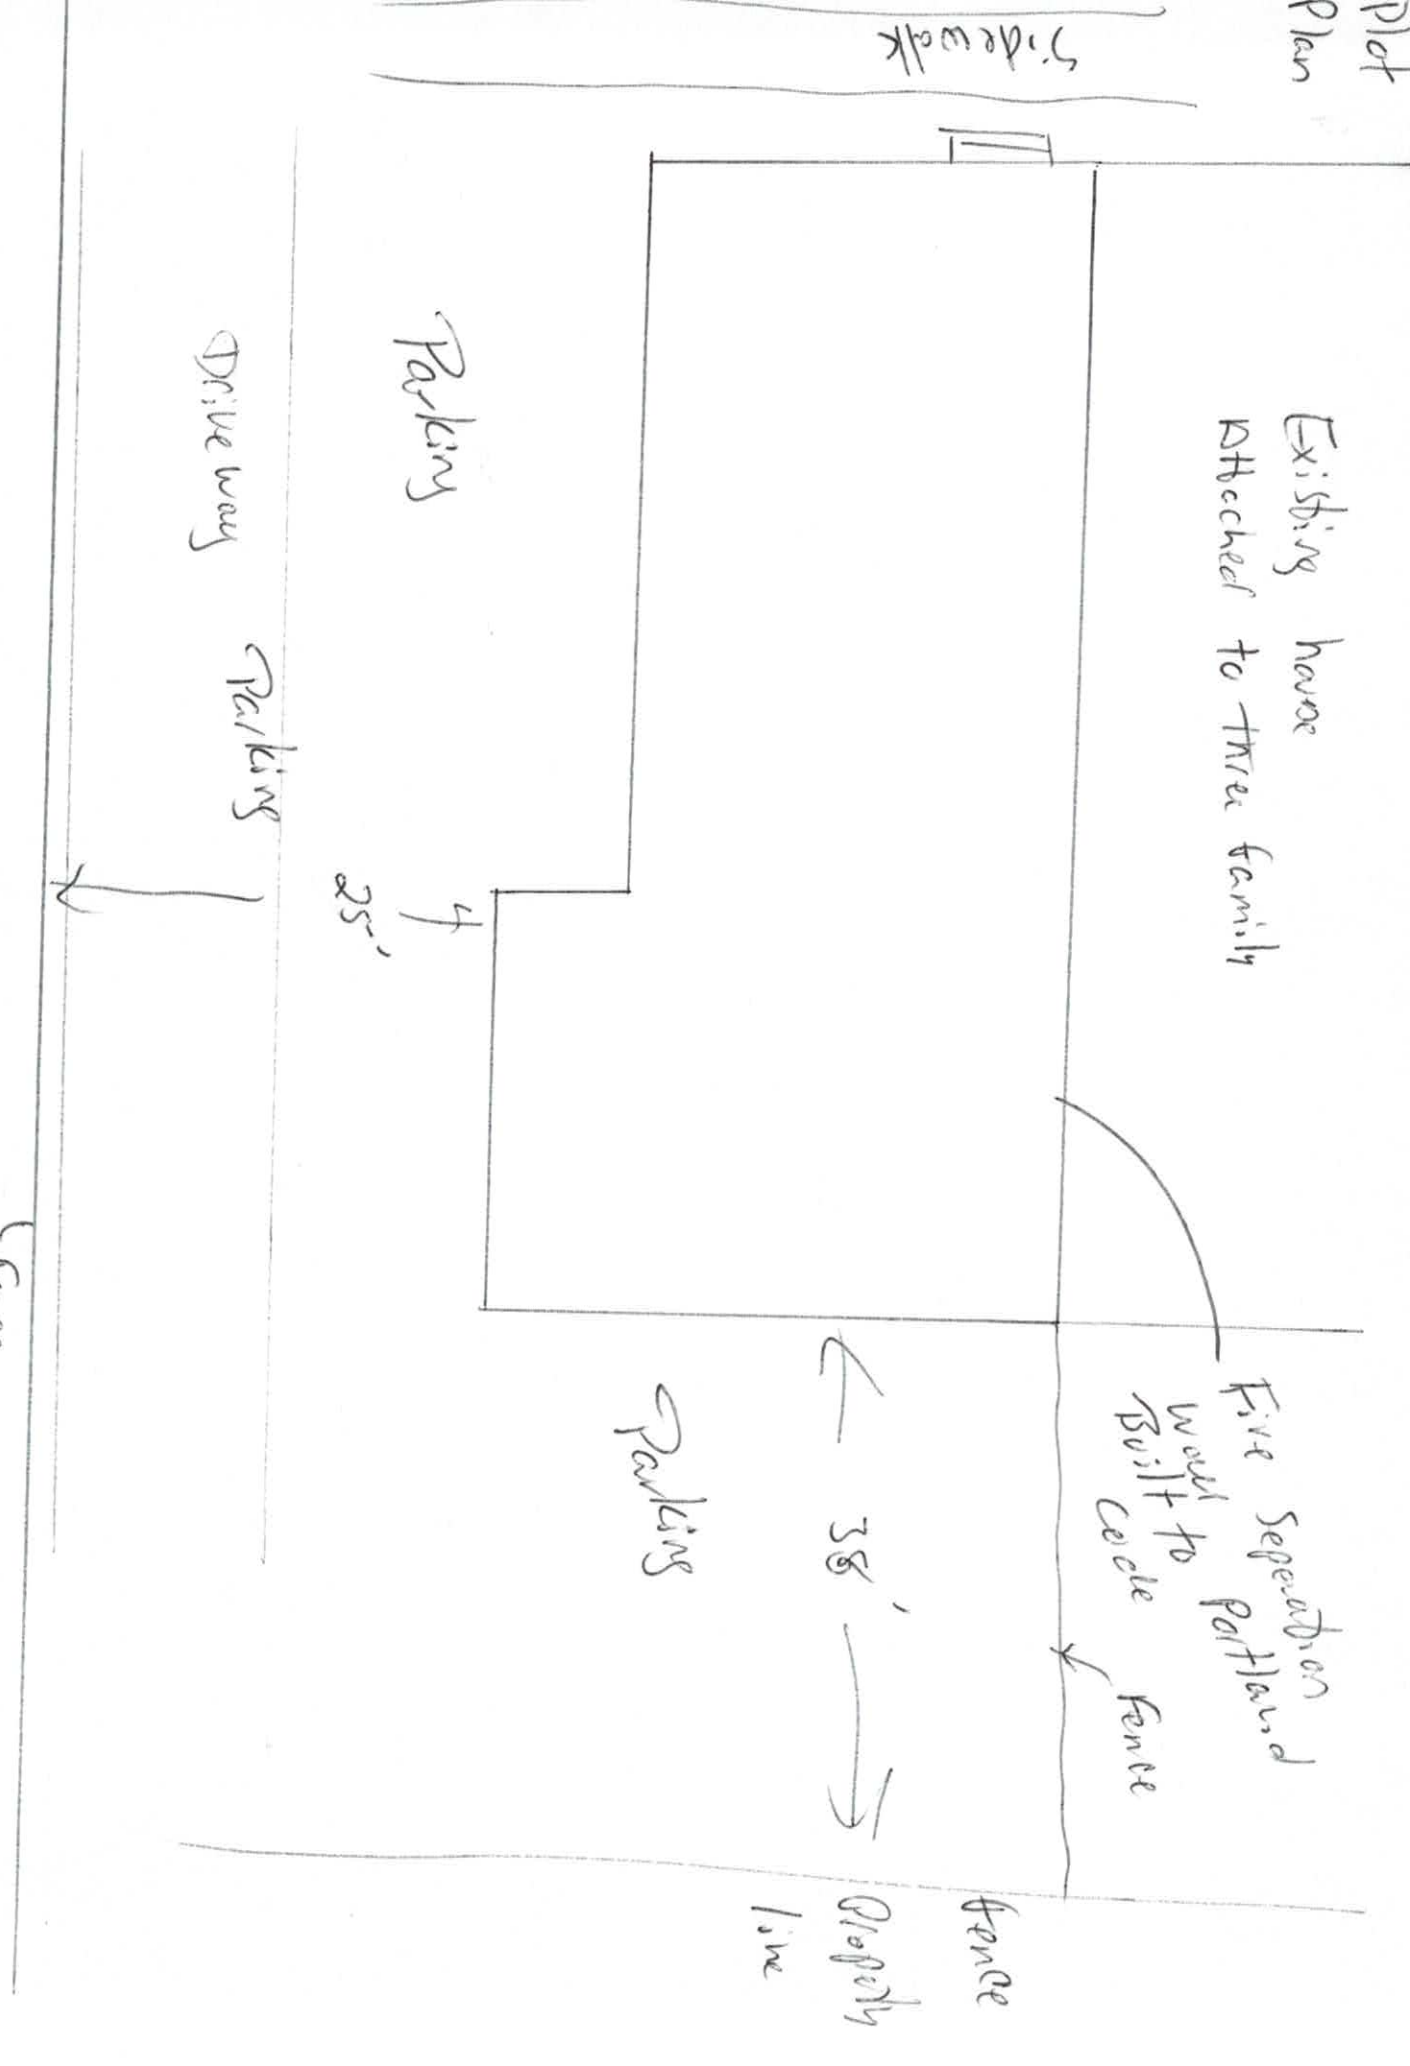 Plot
Plan
Sidewalk
Existing house
Attached to three family
Parking
Driveway
Parking
25'
Fire Separation
wall
Built to Portland
Code
Fence
38'
Parking
Fence
Property
line